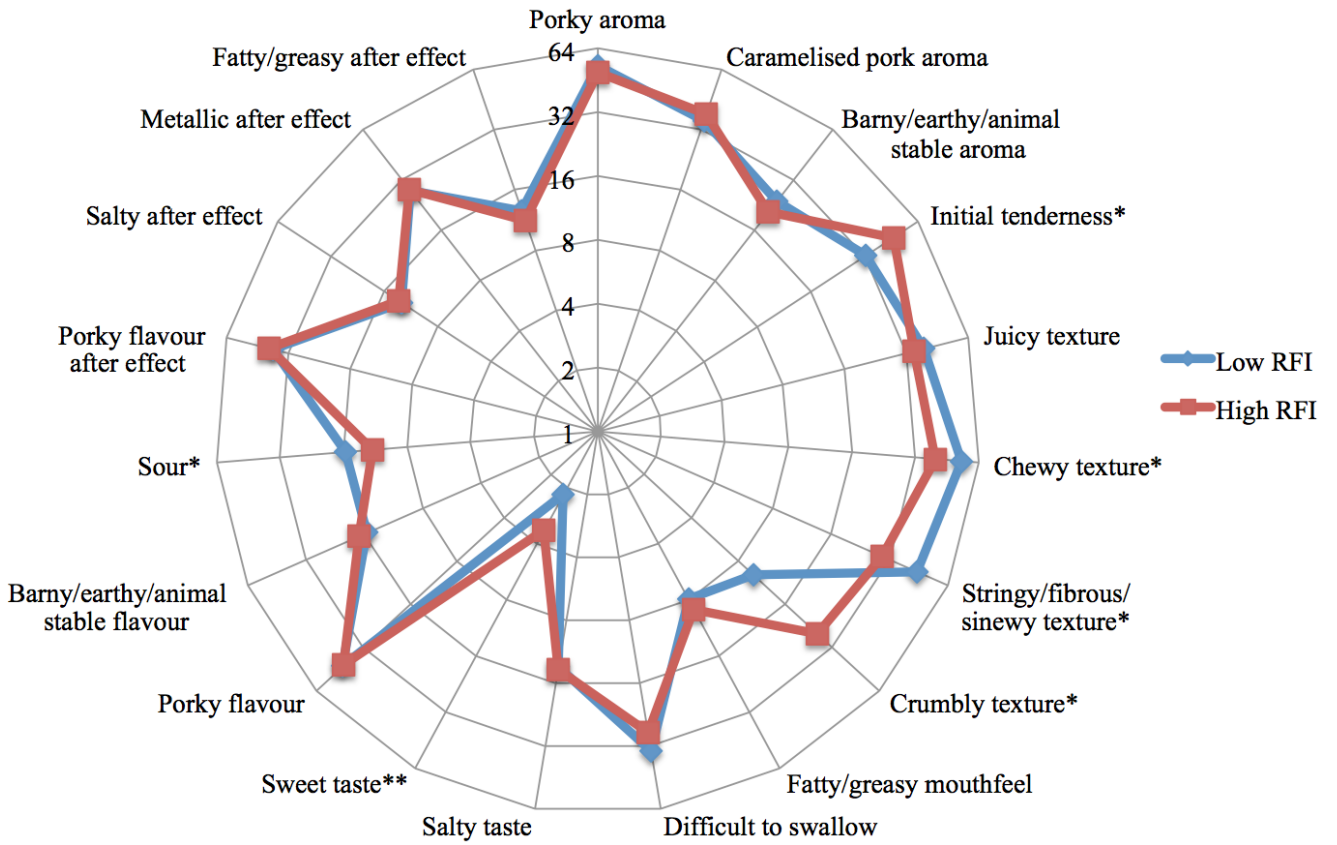 Porky aroma
Caramelised pork aroma
Barny/earthy/animal
stable aroma
Initial tenderness*
Juicy texture
Chewy texture*
Stringy/fibrous/
sinewy texture*
Crumbly texture*
Fatty/greasy mouthfeel
Difficult to swallow
Salty taste
Sweet taste**
Porky flavour
Barny/earthy/animal
stable flavour
Sour*
Porky flavour
after effect
Salty after effect
Metallic after effect
Fatty/greasy after effect
64
32
16
8
4
2
1
Low RFI
High RFI